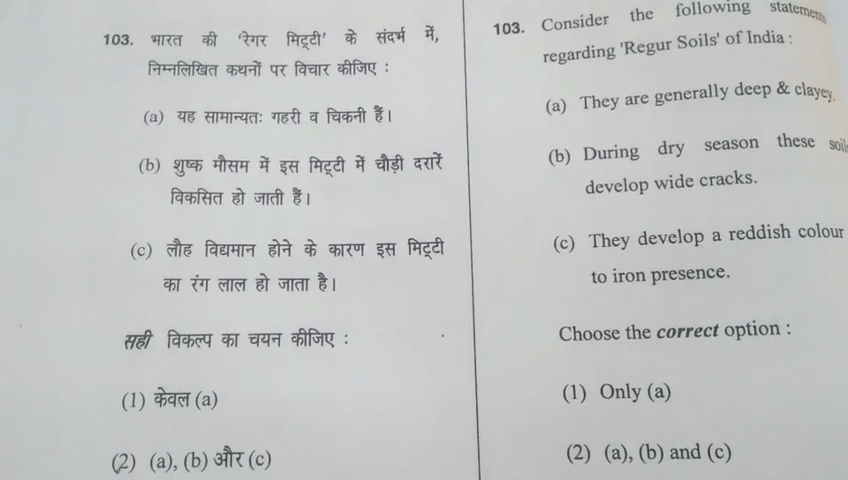 103. भारत की 'रेगर मिट्टी' के संदर्भ में,
निम्नलिखित कथनों पर विचार कीजिए :
(a) यह सामान्यतः गहरी व चिकनी हैं।
(b) शुष्क मौसम में इस मिट्टी में चौड़ी दरारें
विकसित हो जाती हैं।
(c) लौह विद्यमान होने के कारण इस मिट्टी
का रंग लाल हो जाता है।
सही विकल्प का चयन कीजिए :
(1) केवल (a)
(2) (a), (b) और (c)
103. Consider the following statements
regarding 'Regur Soils' of India :
(a) They are generally deep & clayey.
(b) During dry season these soils
develop wide cracks.
(c) They develop a reddish colour
to iron presence.
Choose the correct option :
(1) Only (a)
(2) (a), (b) and (c)